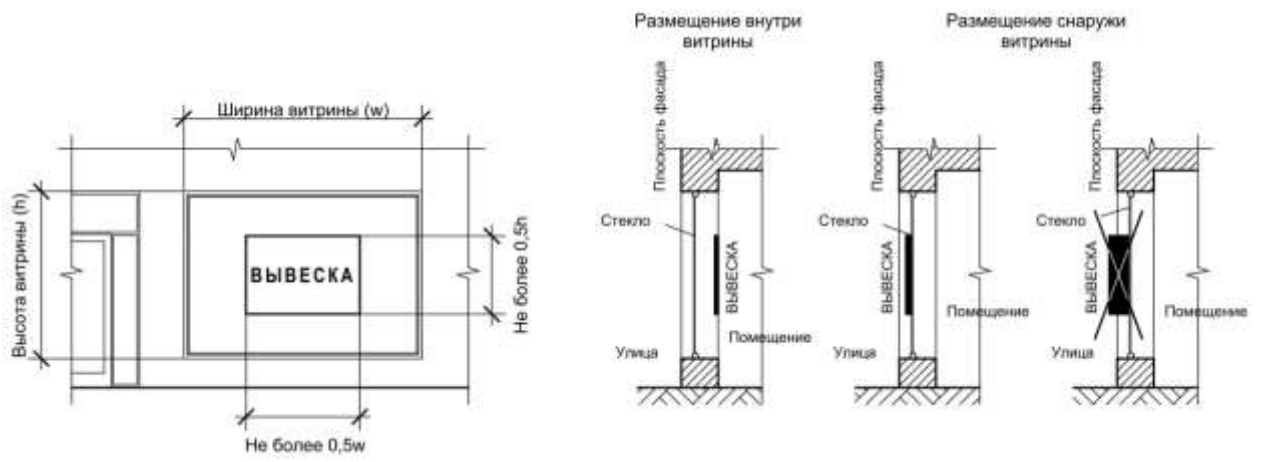 Ширина витрины (w)
Высота витрины (h)
ВЫВЕСКА
Не более 0,5h
Не более 0,5w
Размещение внутри
витрины
Плоскость фасада
Стекло
ВЫВЕСКА
Помещение
Улица
Размещение снаружи
витрины
Плоскость фасада
Стекло
ВЫВЕСКА
Помещение
Улица
Плоскость фасада
Стекло
ВЫВЕСКА
Помещение
Улица